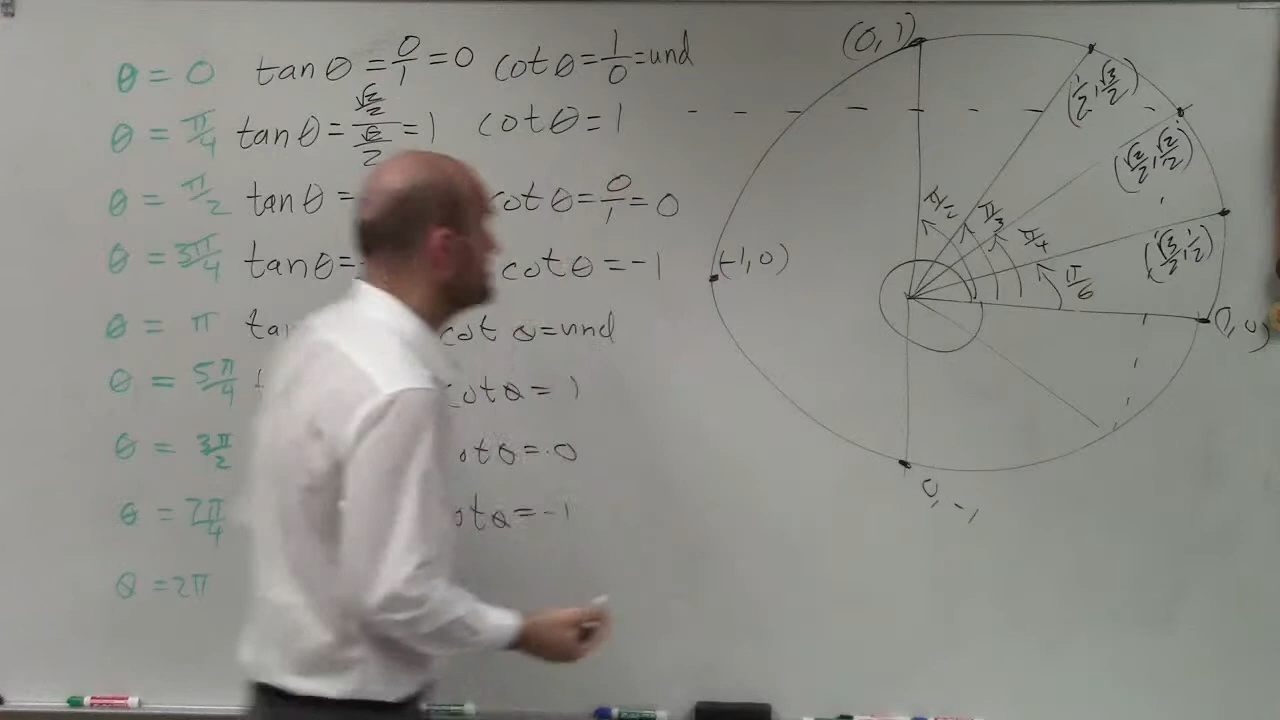 θ = 0 tan θ = 0/1 = 0 cot θ = 1/0 = und
θ = π/4 tan θ = (√2/2)/(√2/2) = 1 cot θ = 1
θ = π/2 tan θ = cot θ = 0/1 = 0
θ = 3π/4 tan θ = cot θ = -1
θ = π cot θ = und
θ = 5π/4 cot θ = 1
θ = 3π/2 ot θ = 0
θ = 7π/4 ot θ = -1
θ = 2π
(0, 1)
(1/2, √3/2)
(√2/2, √2/2)
π/2 π/3 π/4
(√3/2, 1/2)
(-1, 0)
π/6
(1, 0)
0, -1